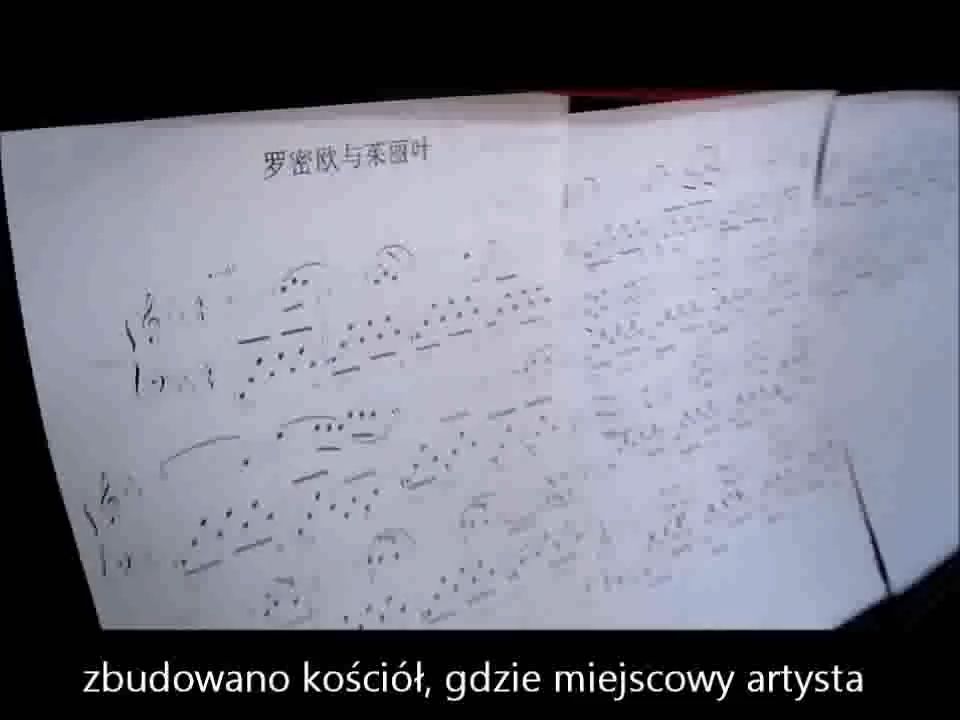 罗密欧与茱丽叶
zbudowano kościół, gdzie miejscowy artysta